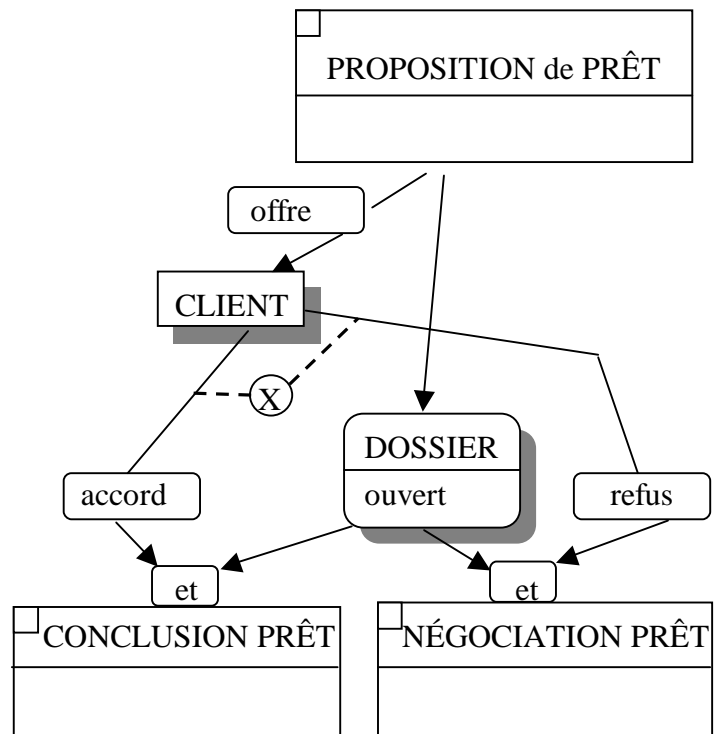 PROPOSITION de PRÊT
offre
CLIENT
X
DOSSIER
accord
ouvert
refus
et
et
CONCLUSION PRÊT
NÉGOCIATION PRÊT